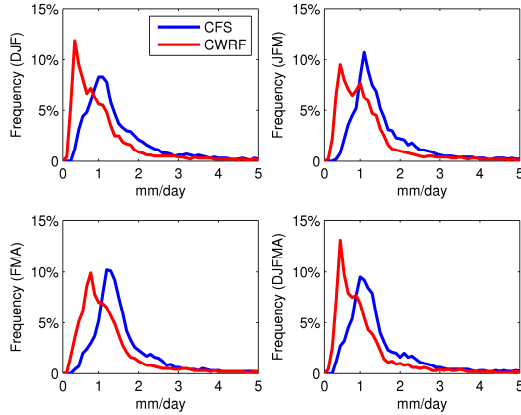 15%
10%
5%
0
Frequency (DJF)
CFS
CWRF
0 1 2 3 4 5
mm/day
15%
10%
5%
0
Frequency (JFM)
0 1 2 3 4 5
mm/day
15%
10%
5%
0
Frequency (FMA)
0 1 2 3 4 5
mm/day
15%
10%
5%
0
Frequency (DJFMA)
0 1 2 3 4 5
mm/day